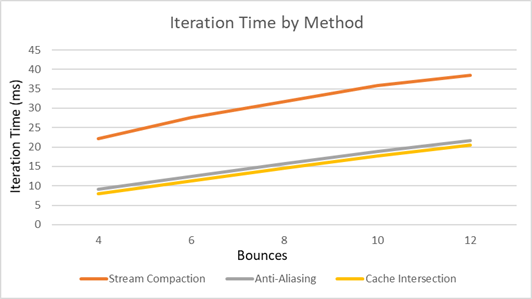 Iteration Time by Method
Iteration Time (ms)
45
40
35
30
25
20
15
10
5
0
4 6 8 10 12
Bounces
Stream Compaction Anti-Aliasing Cache Intersection